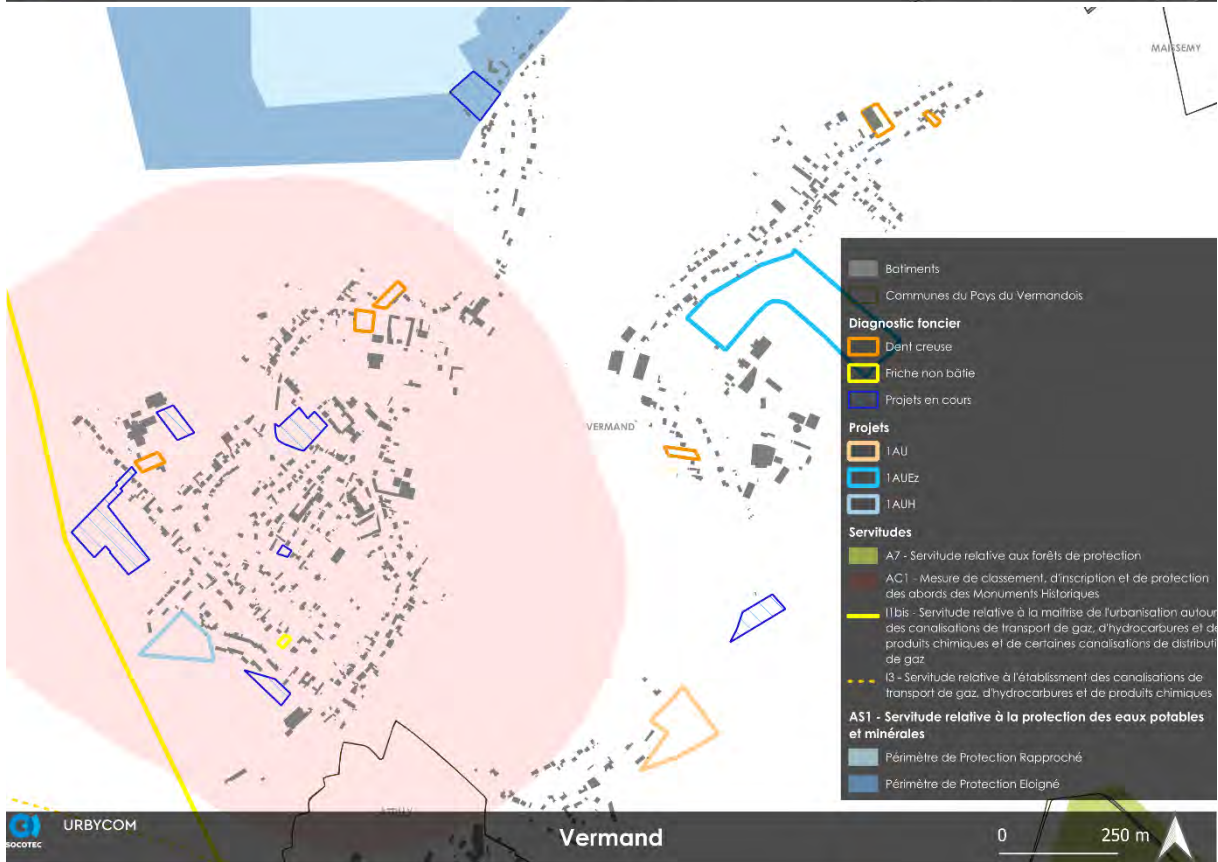 MAISSEMY
VERMAND
Batiments
Communes du Pays du Vermandois
Diagnostic foncier
Dent creuse
Friche non bâtie
Projets en cours
Projets
1AU
1AUEz
1AUH
Servitudes
A7 - Servitude relative aux forêts de protection
AC1 - Mesure de classement, d'inscription et de protection
des abords des Monuments Historiques
I1bis - Servitude relative à la maitrise de l'urbanisation autour
des canalisations de transport de gaz, d'hydrocarbures et de
produits chimiques et de certaines canalisations de distributi
de gaz
I3 - Servitude relative à l'établissment des canalisations de
transport de gaz, d'hydrocarbures et de produits chimiques
AS1 - Servitude relative à la protection des eaux potables
et minérales
Périmètre de Protection Rapproché
Périmètre de Protection Eloigné
ATTILLY
SOCOTEC
URBYCOM
Vermand
0 250 m